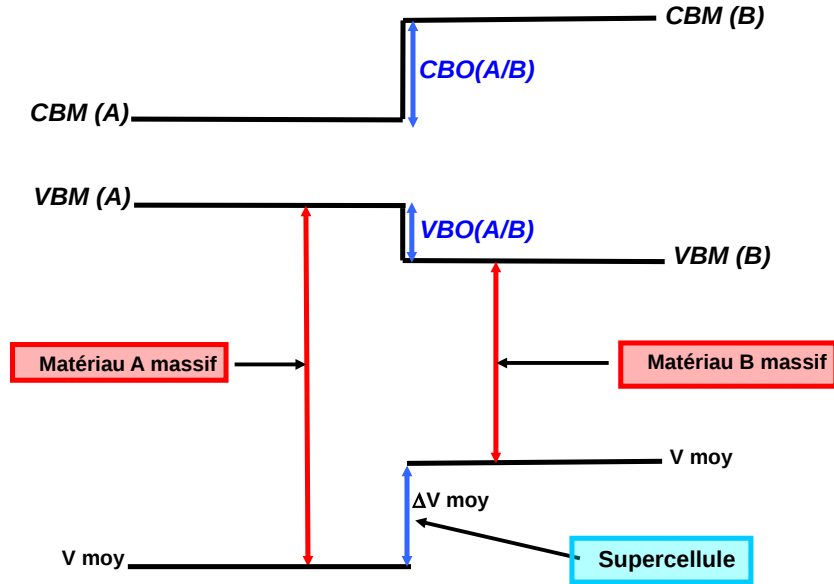 CBM (B)
CBO(A/B)
CBM (A)
VBM (A)
VBO(A/B)
VBM (B)
Matériau A massif
Matériau B massif
V moy
ΔV moy
V moy
Supercellule